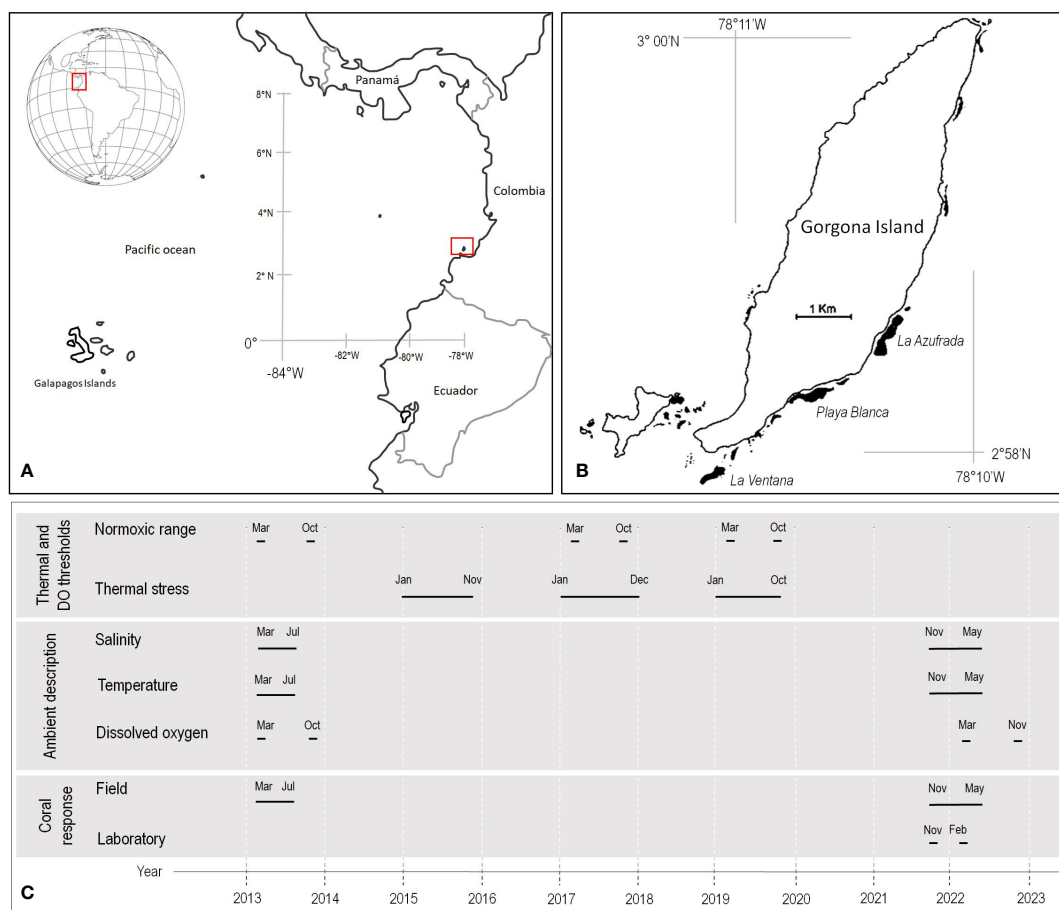 Panamá
8°N
6°N
Colombia
4°N
Pacific ocean
2° N
0°
-82°W
-80°W
-78°W
-84°W
Galapagos Islands
Ecuador
A
78°11'W
3° 00'N
Gorgona Island
1 Km
La Azufrada
Playa Blanca
2°58'N
La Ventana
78°10'W
B
Thermal and
DO thresholds
Normoxic range
Mar Oct Mar Oct Mar Oct
Thermal stress
Jan Nov Jan Dec Jan Oct
Ambient description
Salinity
Mar Jul Nov May
Temperature
Mar Jul Nov May
Dissolved oxygen
Mar Oct Mar Nov
Coral
response
Field
Mar Jul Nov May
Laboratory
Nov Feb
Year
C
2013 2014 2015 2016 2017 2018 2019 2020 2021 2022 2023